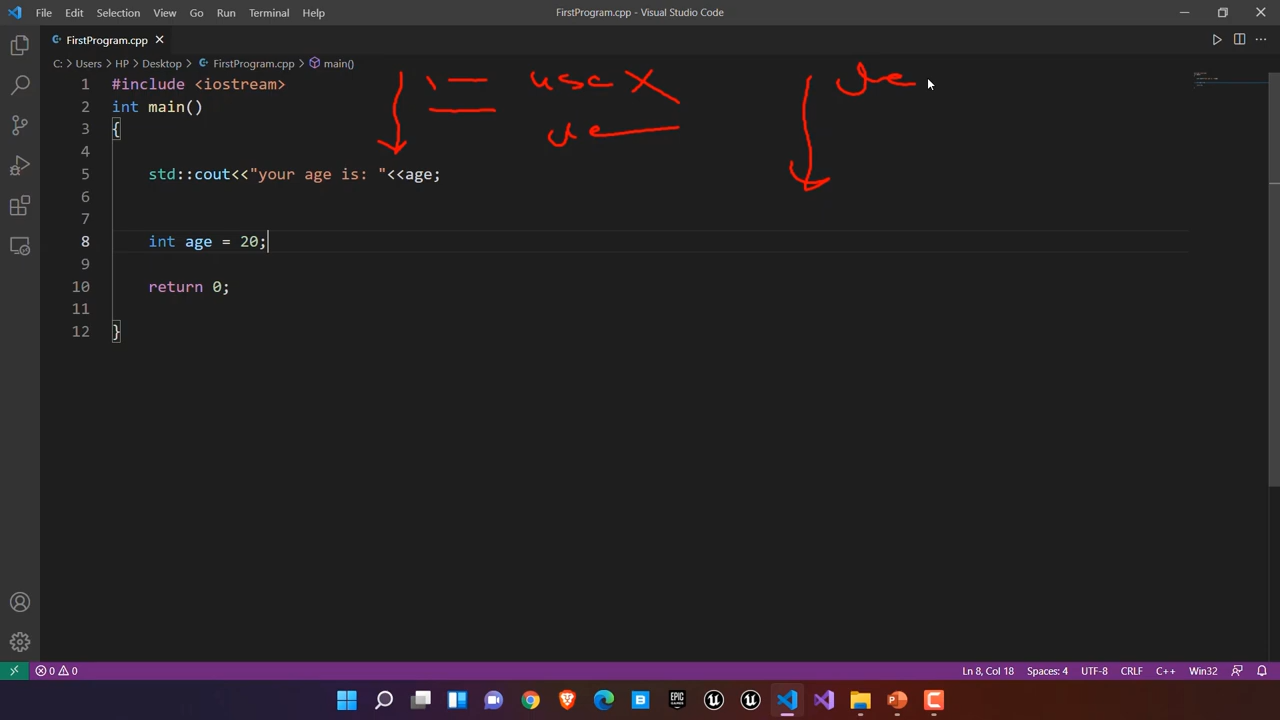 File Edit Selection View Go Run Terminal Help
FirstProgram.cpp - Visual Studio Code
FirstProgram.cpp
C: > Users > HP > Desktop > FirstProgram.cpp > main()
1 #include <iostream>
2 int main()
3 {
4
5 std::cout<<"your age is: "<<age;
6
7
8 int age = 20;
9
10 return 0;
11
12 }
use
0 0
Ln 8, Col 18 Spaces: 4 UTF-8 CRLF C++ Win32